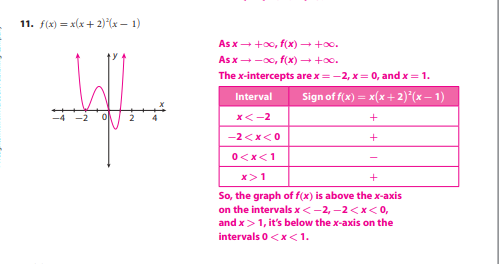 11. f(x) = x(x + 2)²(x − 1)
y
x
−4 −2 0 2 4
As x → +∞, f(x) → +∞.
As x → −∞, f(x) → +∞.
The x-intercepts are x = −2, x = 0, and x = 1.
Interval Sign of f(x) = x(x + 2)²(x − 1)
x < −2 +
−2 < x < 0 +
0 < x < 1 −
x > 1 +
So, the graph of f(x) is above the x-axis
on the intervals x < −2, −2 < x < 0,
and x > 1, it's below the x-axis on the
intervals 0 < x < 1.